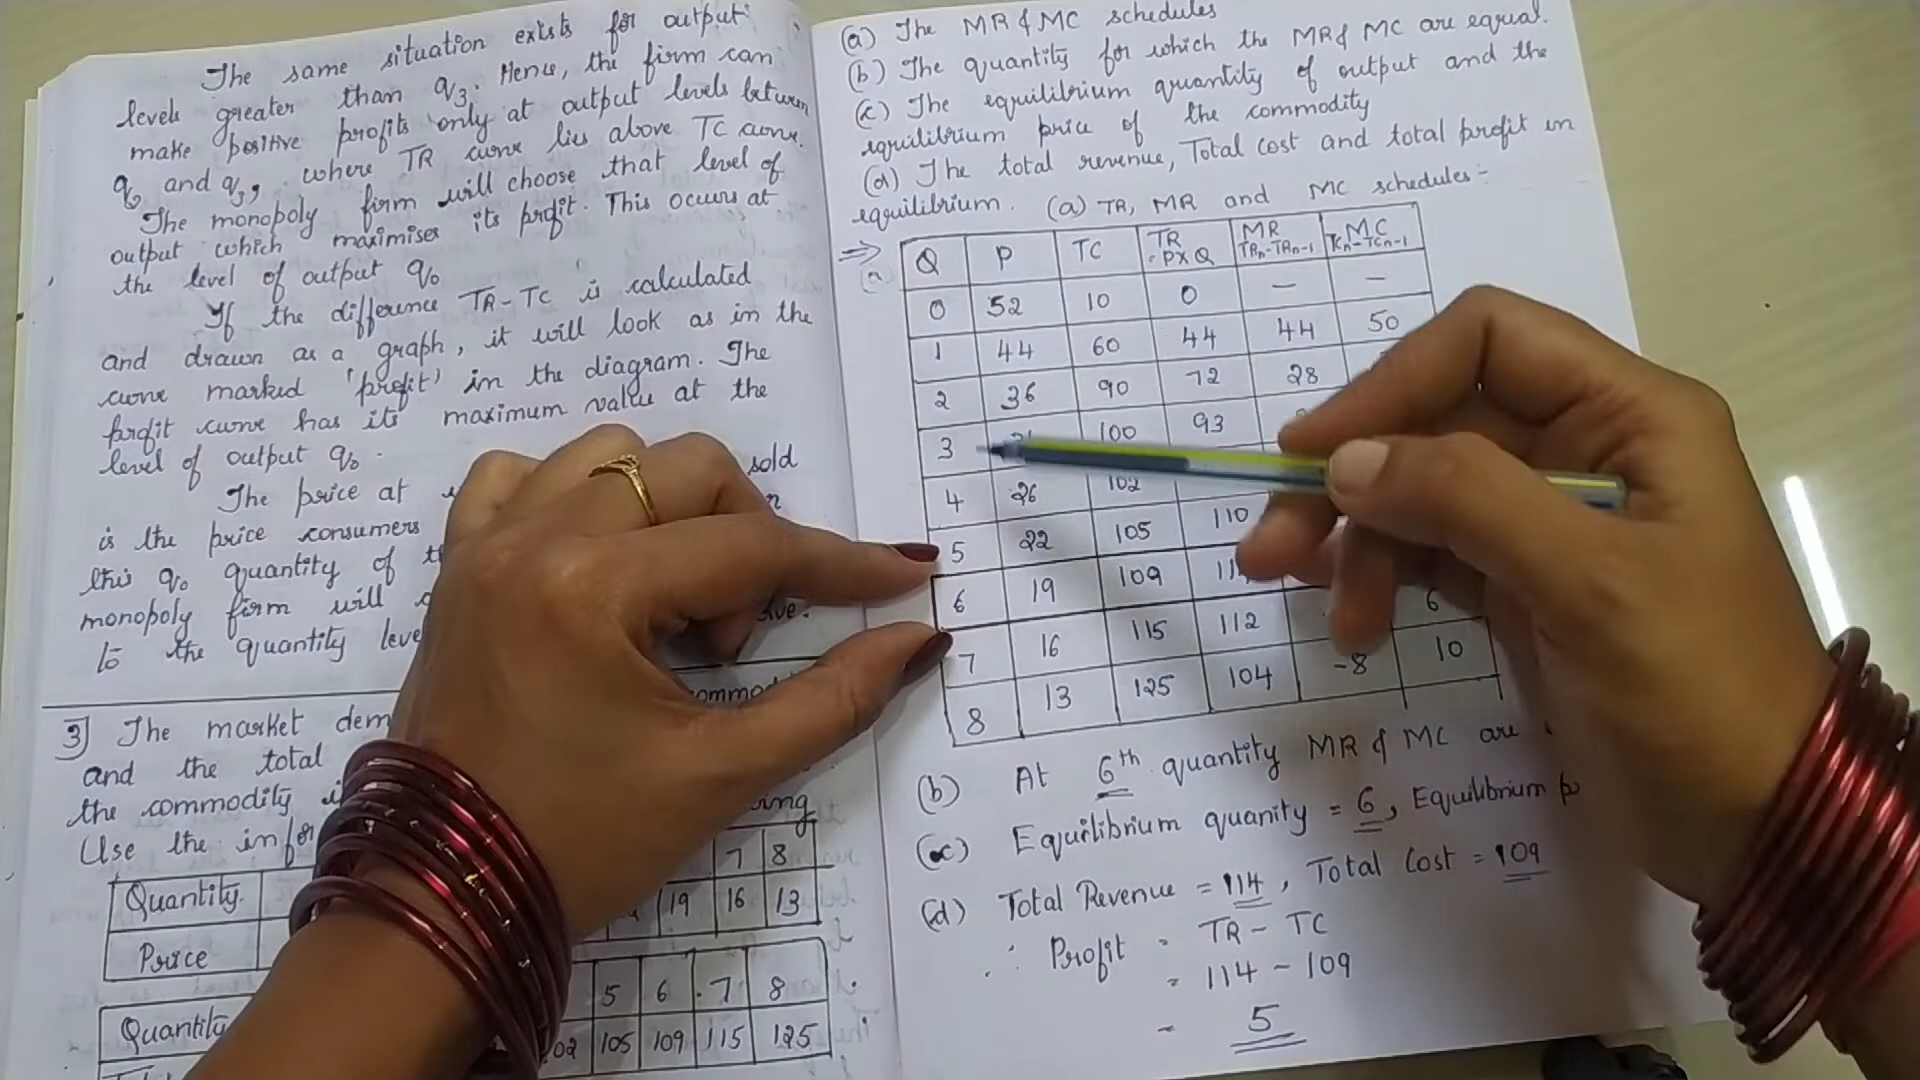 The same situation exists for output
levels greater than q3. Hence, the firm can
make positive profits only at output levels between
q2 and q3, where TR curve lies above TC curve.
The monopoly firm will choose that level of
output which maximises its profit. This occurs at
the level of output q0
If the difference TR-TC is calculated
and drawn as a graph, it will look as in the
curve marked 'profit' in the diagram. The
profit curve has its maximum value at the
level of output q0.
The price at sold
is the price consumers
this q0 quantity of
monopoly firm will
to the quantity
3] The market
and the total
the commodity
Use the
Quantity 7 8
Price 19 16 13
Quantity 5 6 7 8
105 109 115 125
(a) The MR & MC schedules
(b) The quantity for which the MR & MC are equal.
(c) The equilibrium quantity of output and the
equilibrium price of the commodity
(d) The total revenue, Total cost and total profit in
equilibrium. (a) TR, MR and MC schedules:-
Q P TC TR PXQ MR TRn-TRn-1 MC TCn-TCn-1
0 52 10 0 — —
1 44 60 44 44 50
2 36 90 72 28
3 100 93
4 26 102
5 22 105 110
6 19 109
7 16 115 112 6
8 13 125 104 -8 10
(b) At 6th quantity MR & MC are
(c) Equilibrium quanity = 6, Equilibrium
(d) Total Revenue = 114, Total Cost = 109
∴ Profit = TR - TC
= 114 - 109
= 5